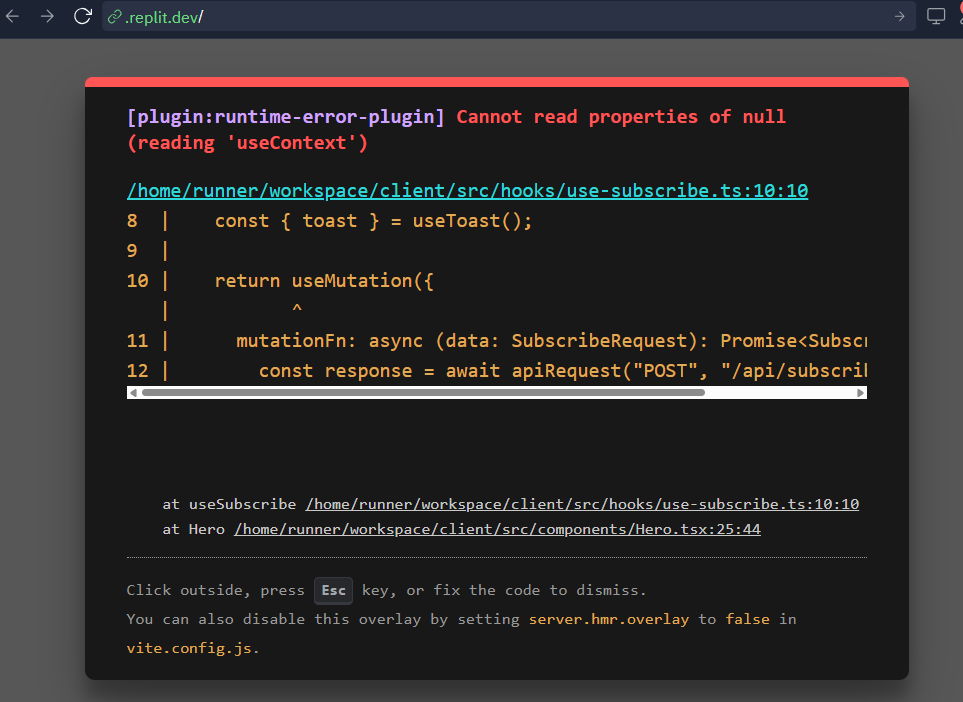 .replit.dev/
[plugin:runtime-error-plugin] Cannot read properties of null
(reading 'useContext')
/home/runner/workspace/client/src/hooks/use-subscribe.ts:10:10
8 | const { toast } = useToast();
9 |
10 | return useMutation({
| ^
11 | mutationFn: async (data: SubscribeRequest): Promise<Subscr
12 | const response = await apiRequest("POST", "/api/subscri
at useSubscribe /home/runner/workspace/client/src/hooks/use-subscribe.ts:10:10
at Hero /home/runner/workspace/client/src/components/Hero.tsx:25:44
Click outside, press Esc key, or fix the code to dismiss.
You can also disable this overlay by setting server.hmr.overlay to false in
vite.config.js.